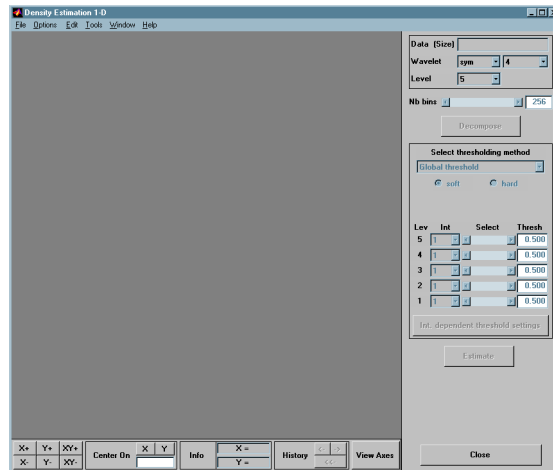 Density Estimation 1-D
File Options Edit Tools Window Help
Data (Size)
Wavelet sym 4
Level 5
Nb bins 256
Decompose
Select thresholding method
Global threshold
soft hard
Lev Int Select Thresh
5 1 0.500
4 1 0.500
3 1 0.500
2 1 0.500
1 1 0.500
Int. dependent threshold settings
Estimate
X+ Y+ XY+
X- Y- XY-
Center On X Y
Info X =
Y =
History <- ->
<<-
View Axes
Close